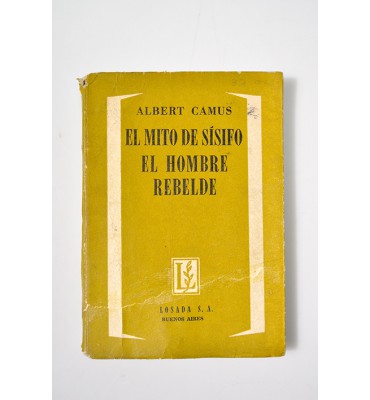 ALBERT CAMUS
EL MITO DE SÍSIFO
EL HOMBRE
REBELDE
L
LOSADA S. A.
BUENOS AIRES